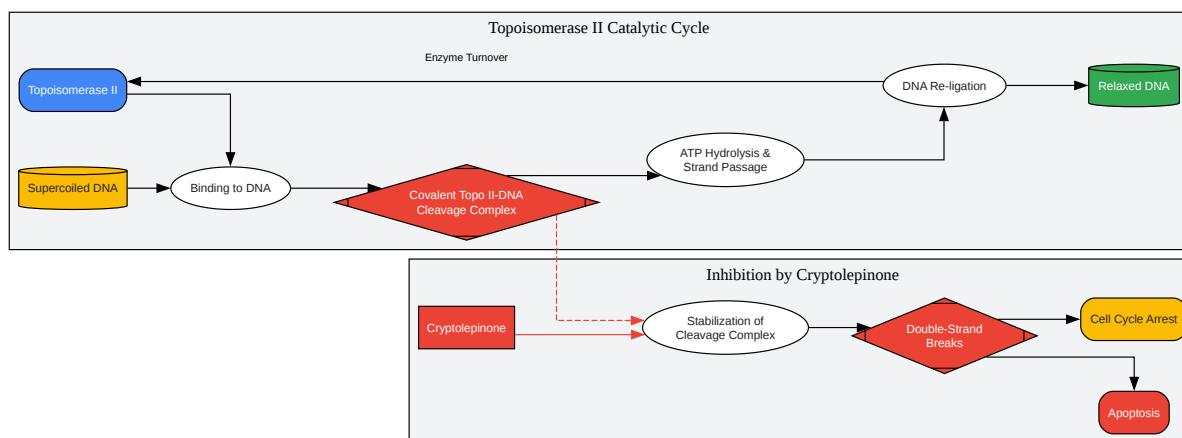 Topoisomerase II Catalytic Cycle
Enzyme Turnover
Topoisomerase II
DNA Re-ligation
Relaxed DNA
ATP Hydrolysis &
Strand Passage
Supercoiled DNA
Binding to DNA
Covalent Topo II-DNA
Cleavage Complex
Inhibition by Cryptolepinone
Cryptolepinone
Stabilization of
Cleavage Complex
Double-Strand
Breaks
Cell Cycle Arrest
Apoptosis